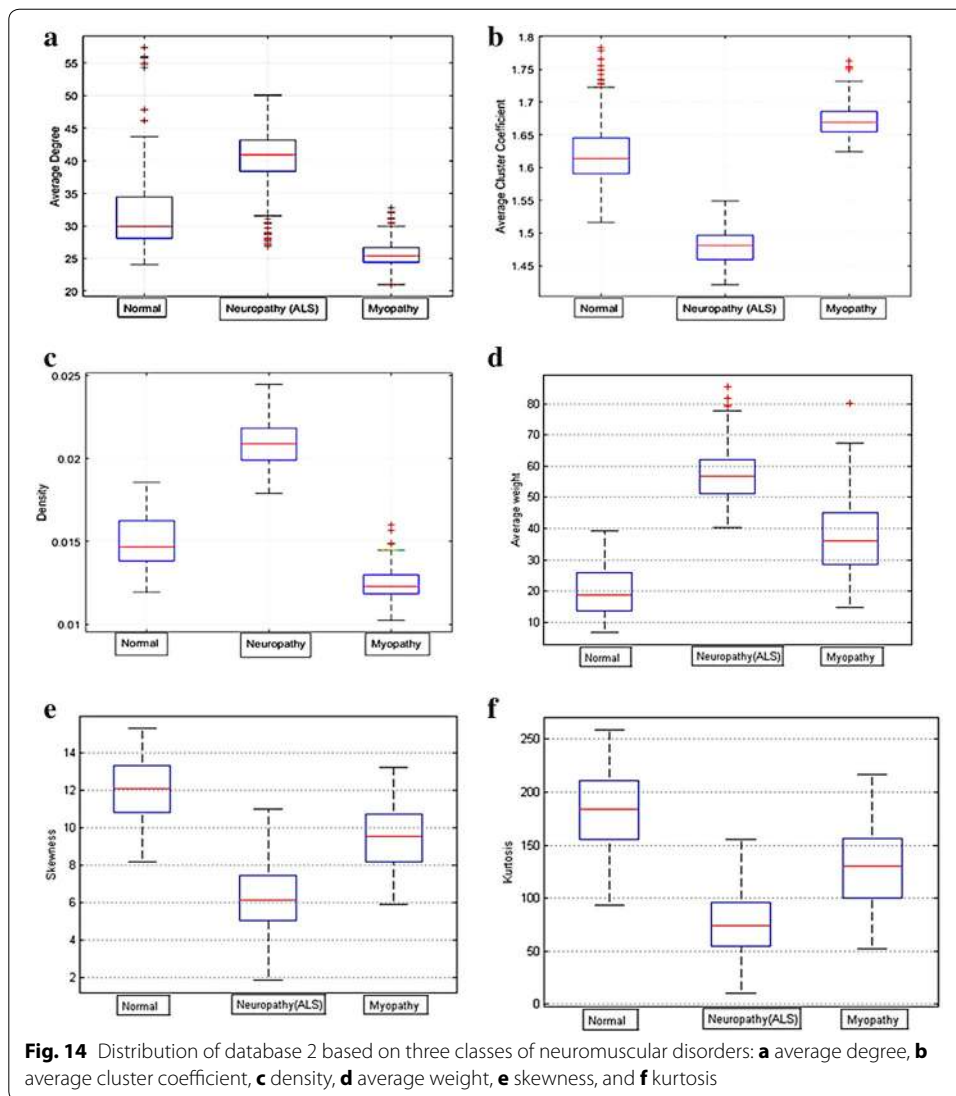 a
Average Degree
55
50
45
40
35
30
25
20
Normal
Neuropathy (ALS)
Myopathy
b
Average Cluster Coefficient
1.8
1.75
1.7
1.65
1.6
1.55
1.5
1.45
Normal
Neuropathy (ALS)
Myopathy
c
Density
0.025
0.02
0.015
0.01
Normal
Neuropathy
Myopathy
d
Average weight
80
70
60
50
40
30
20
10
Normal
Neuropathy(ALS)
Myopathy
e
Skewness
14
12
10
8
6
4
2
Normal
Neuropathy(ALS)
Myopathy
f
Kurtosis
250
200
150
100
50
0
Normal
Neuropathy(ALS)
Myopathy
Fig. 14 Distribution of database 2 based on three classes of neuromuscular disorders: a average degree, b
average cluster coefficient, c density, d average weight, e skewness, and f kurtosis